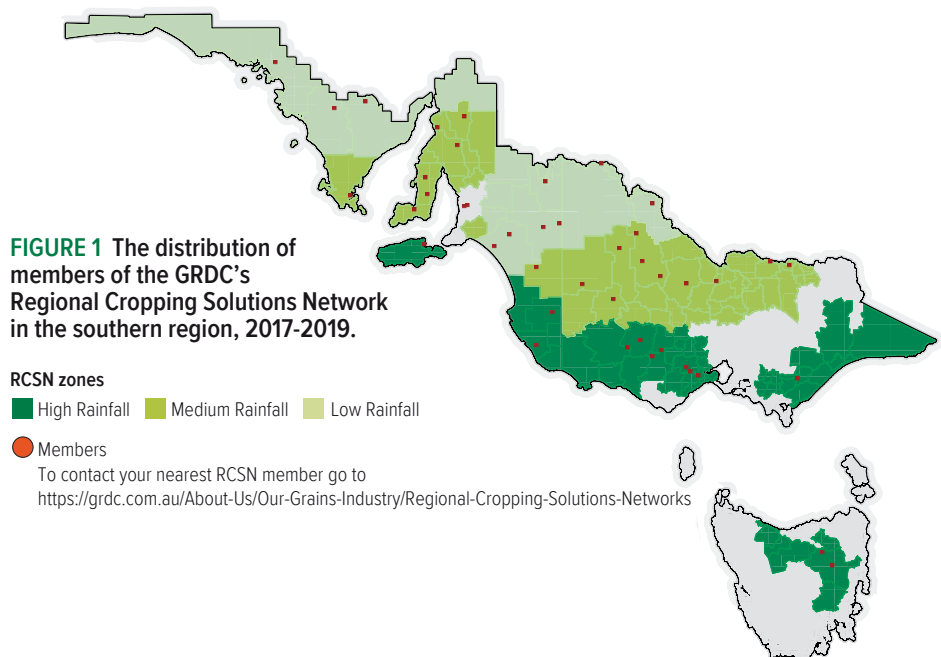 FIGURE 1 The distribution of
members of the GRDC's
Regional Cropping Solutions Network
in the southern region, 2017-2019.
RCSN zones
High Rainfall Medium Rainfall Low Rainfall
Members
To contact your nearest RCSN member go to
https://grdc.com.au/About-Us/Our-Grains-Industry/Regional-Cropping-Solutions-Networks